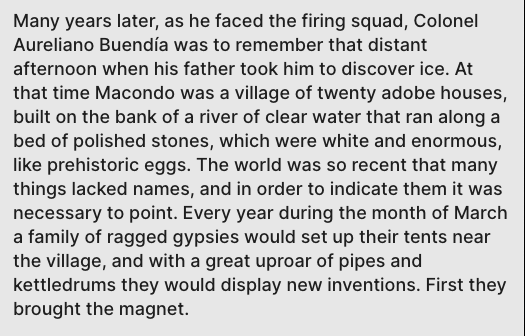 Many years later, as he faced the firing squad, Colonel
Aureliano Buendía was to remember that distant
afternoon when his father took him to discover ice. At
that time Macondo was a village of twenty adobe houses,
built on the bank of a river of clear water that ran along a
bed of polished stones, which were white and enormous,
like prehistoric eggs. The world was so recent that many
things lacked names, and in order to indicate them it was
necessary to point. Every year during the month of March
a family of ragged gypsies would set up their tents near
the village, and with a great uproar of pipes and
kettledrums they would display new inventions. First they
brought the magnet.